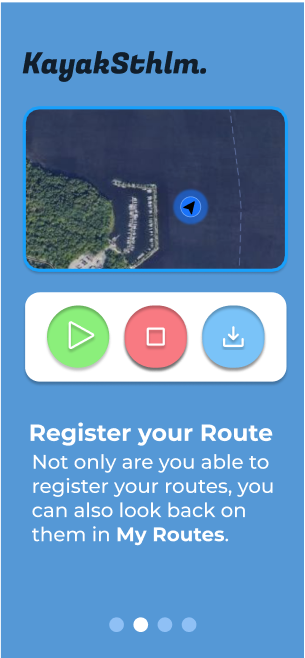 KayakSthlm.
Register your Route
Not only are you able to
register your routes, you
can also look back on
them in My Routes.